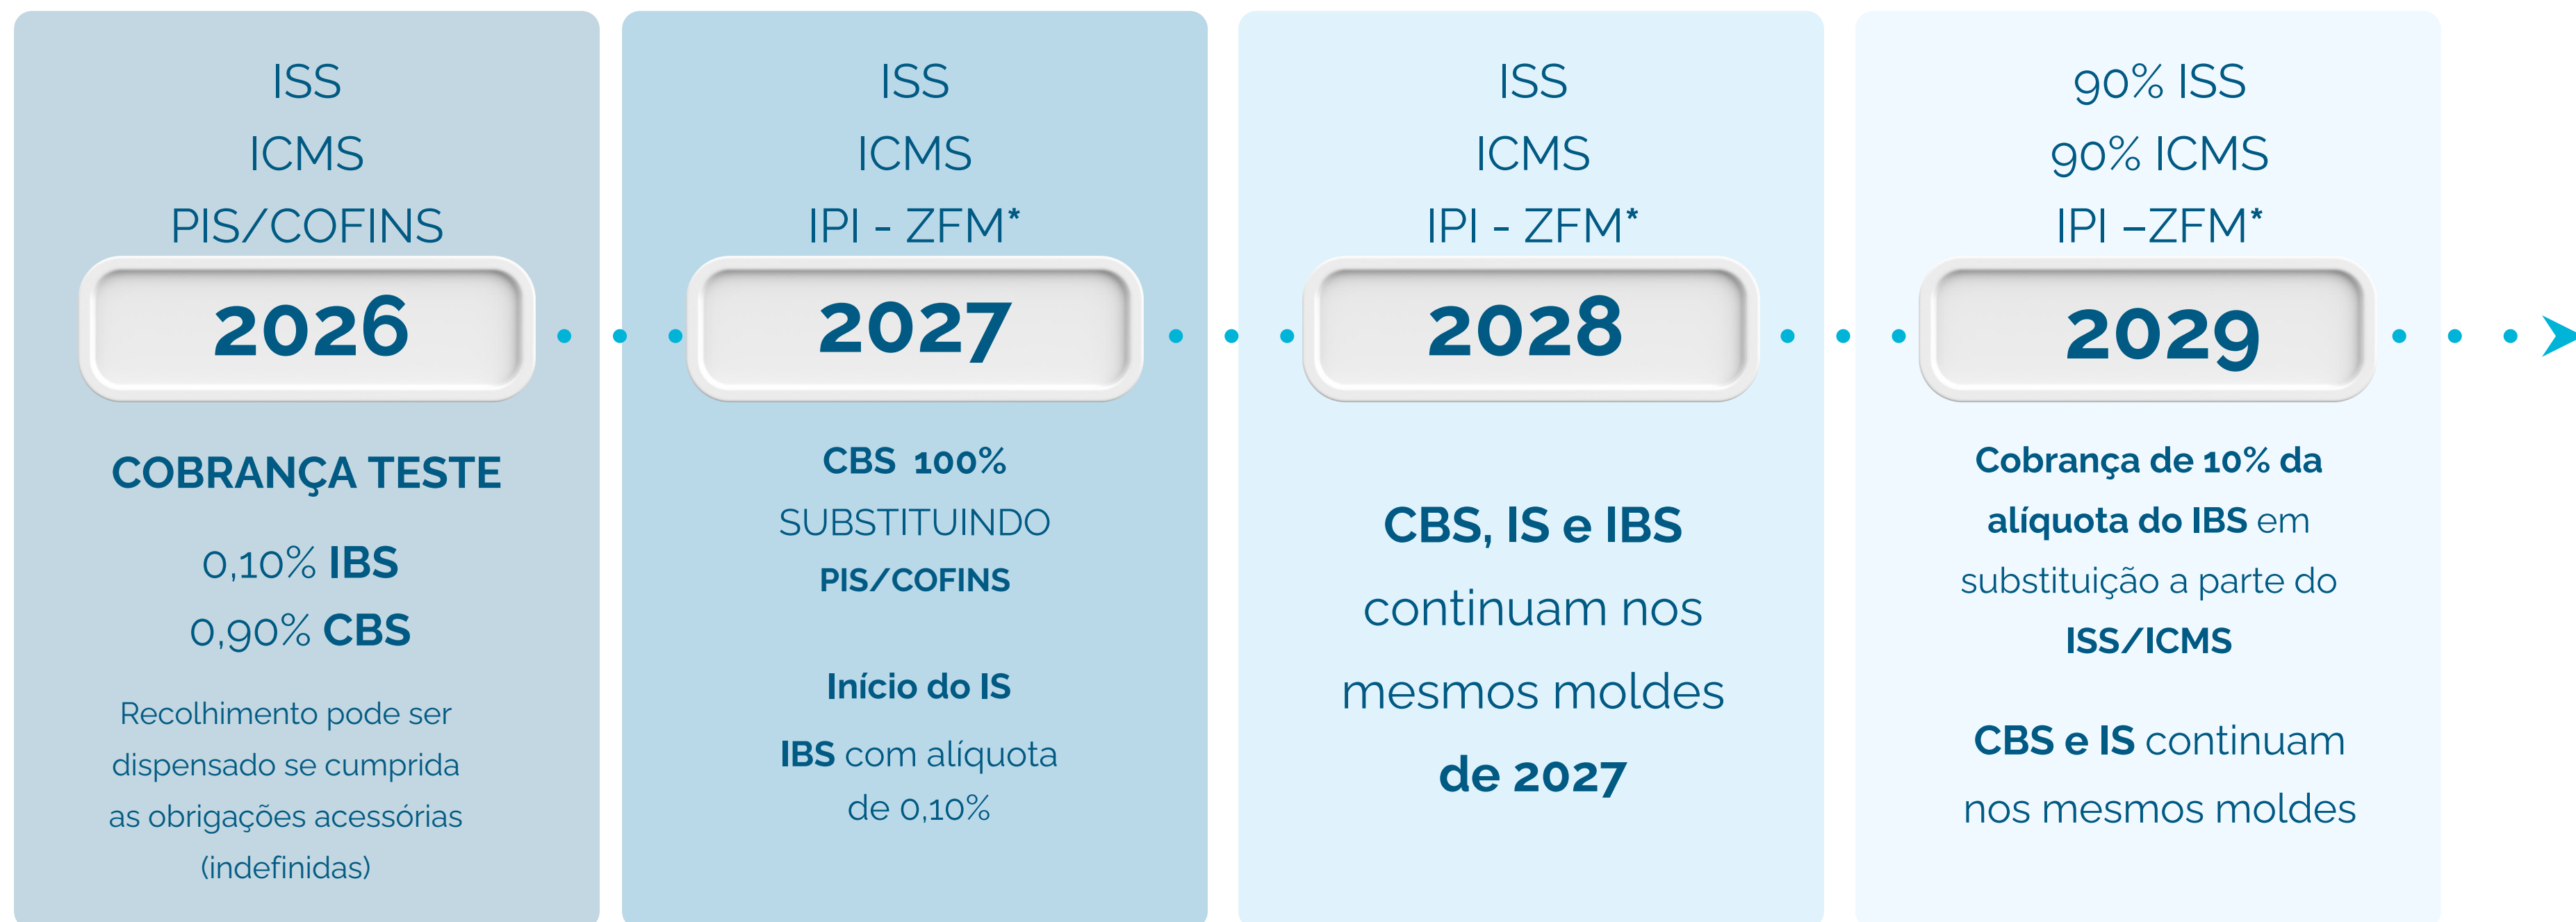 ISS
ICMS
PIS/COFINS
2026
COBRANÇA TESTE
0,10% IBS
0,90% CBS
Recolhimento pode ser
dispensado se cumprida
as obrigações acessórias
(indefinidas)
ISS
ICMS
IPI - ZFM*
2027
CBS 100%
SUBSTITUINDO
PIS/COFINS
Início do IS
IBS com alíquota
de 0,10%
ISS
ICMS
IPI - ZFM*
2028
CBS, IS e IBS
continuam nos
mesmos moldes
de 2027
90% ISS
90% ICMS
IPI –ZFM*
2029
Cobrança de 10% da
alíquota do IBS em
substituição a parte do
ISS/ICMS
CBS e IS continuam
nos mesmos moldes